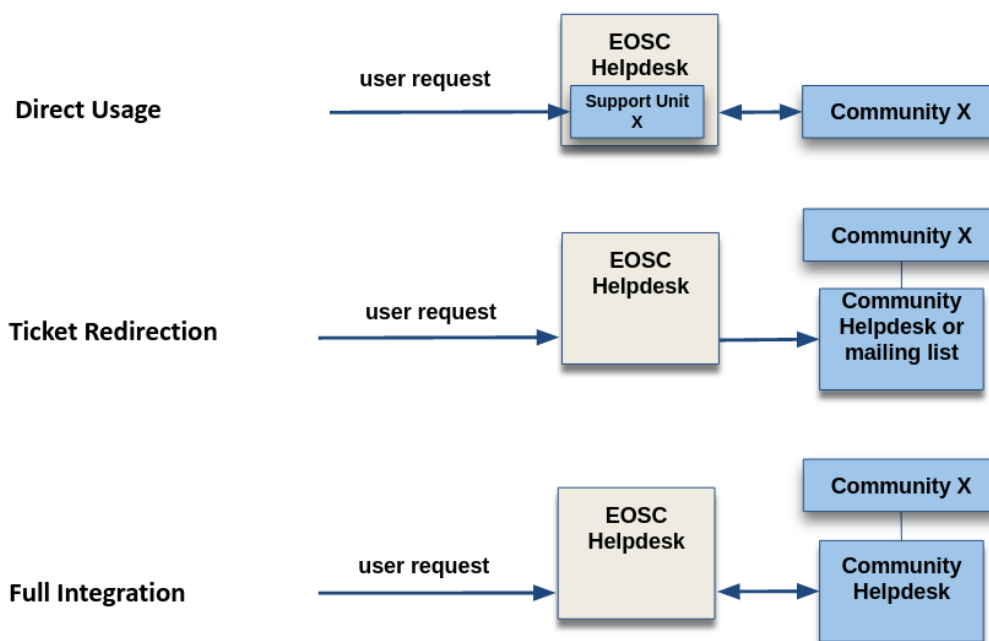 Direct Usage
user request
EOSC
Helpdesk
Support Unit
X
Community X
Ticket Redirection
user request
EOSC
Helpdesk
Community X
Community
Helpdesk or
mailing list
Full Integration
user request
EOSC
Helpdesk
Community X
Community
Helpdesk